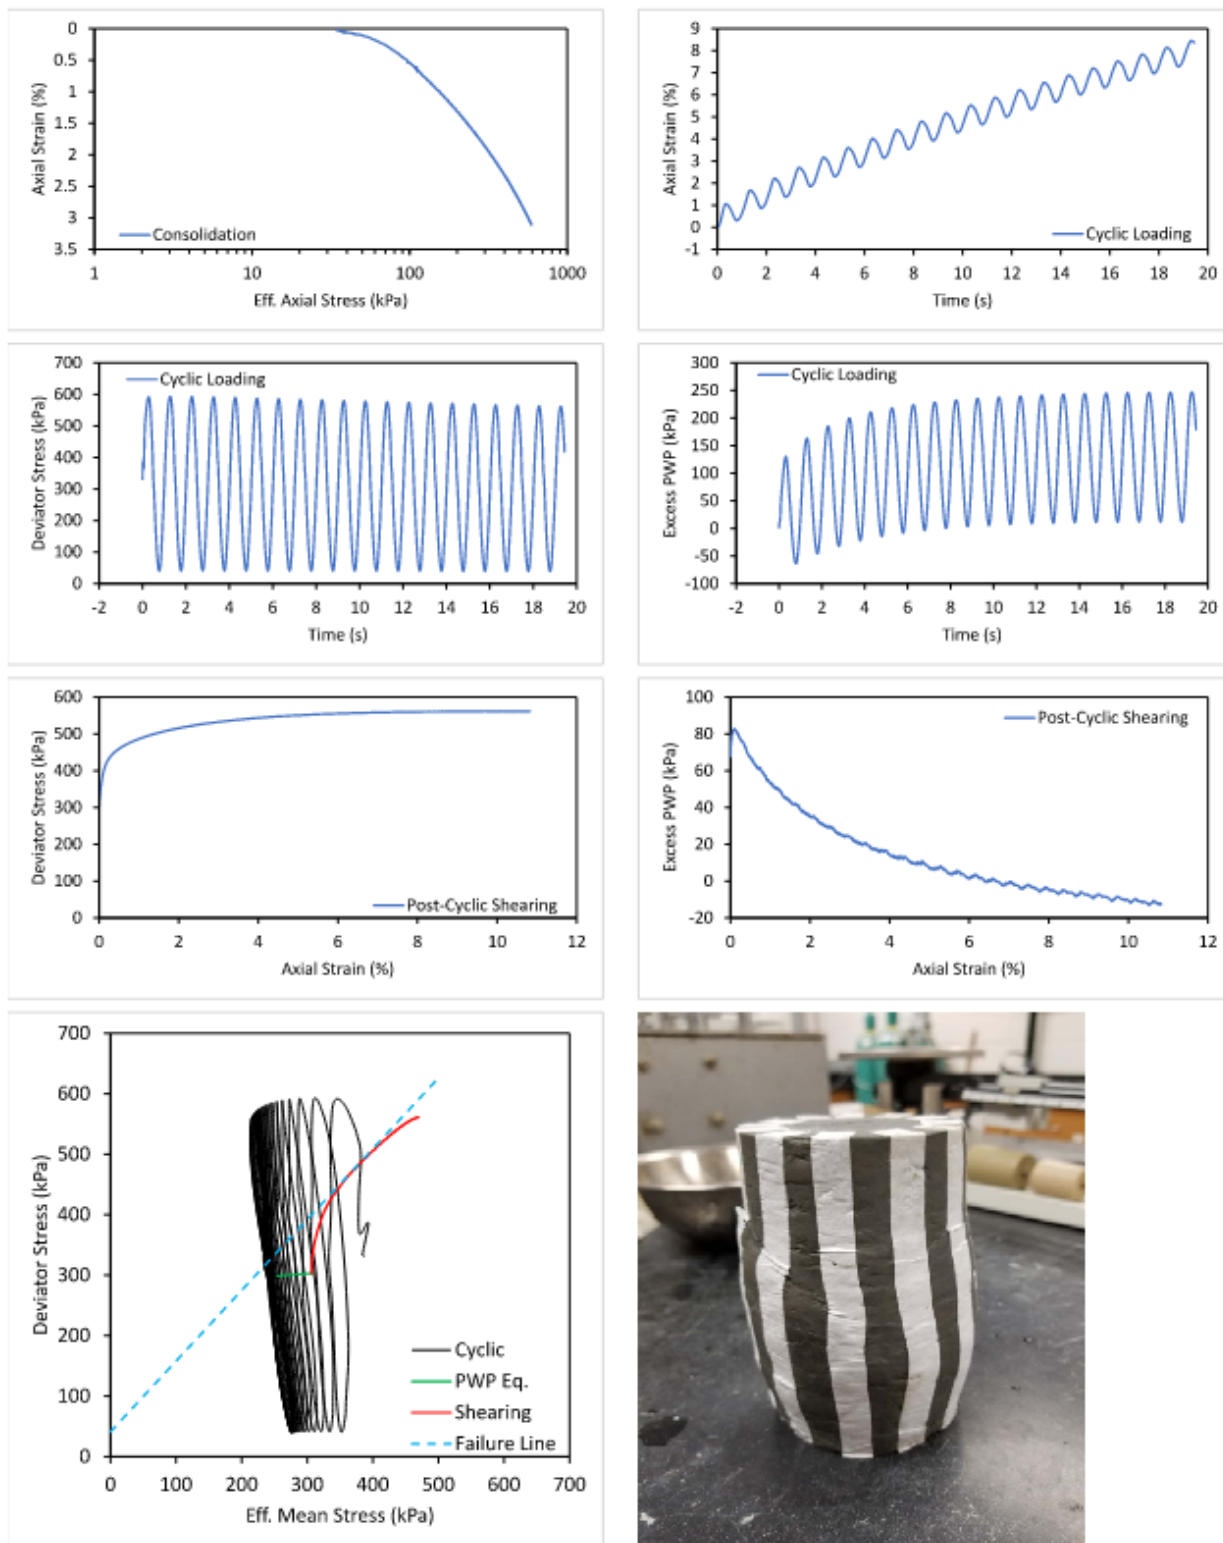 0
0.5
1
1.5
2
2.5
3
3.5
Axial Strain (%)
Consolidation
1
10
100
1000
Eff. Axial Stress (kPa)
9
8
7
6
5
4
3
2
1
0
-1
Axial Strain (%)
Cyclic Loading
0 2 4 6 8 10 12 14 16 18 20
Time (s)
700
600
500
400
300
200
100
0
Deviator Stress (kPa)
Cyclic Loading
-2 0 2 4 6 8 10 12 14 16 18 20
Time (s)
300
250
200
150
100
50
0
-50
-100
Excess PWP (kPa)
Cyclic Loading
-2 0 2 4 6 8 10 12 14 16 18 20
Time (s)
600
500
400
300
200
100
0
Deviator Stress (kPa)
Post-Cyclic Shearing
0 2 4 6 8 10 12
Axial Strain (%)
100
80
60
40
20
0
-20
Excess PWP (kPa)
Post-Cyclic Shearing
0 2 4 6 8 10 12
Axial Strain (%)
700
600
500
400
300
200
100
0
Deviator Stress (kPa)
Cyclic
PWP Eq.
Shearing
Failure Line
0 100 200 300 400 500 600 700
Eff. Mean Stress (kPa)